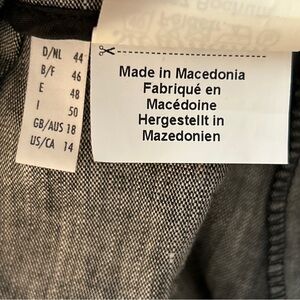 D/NL 44
B/F 46
E 48
I 50
GB/AUS 18
US/CA 14
Made in Macedonia
Fabriqué en
Macédoine
Hergestellt in
Mazedonien